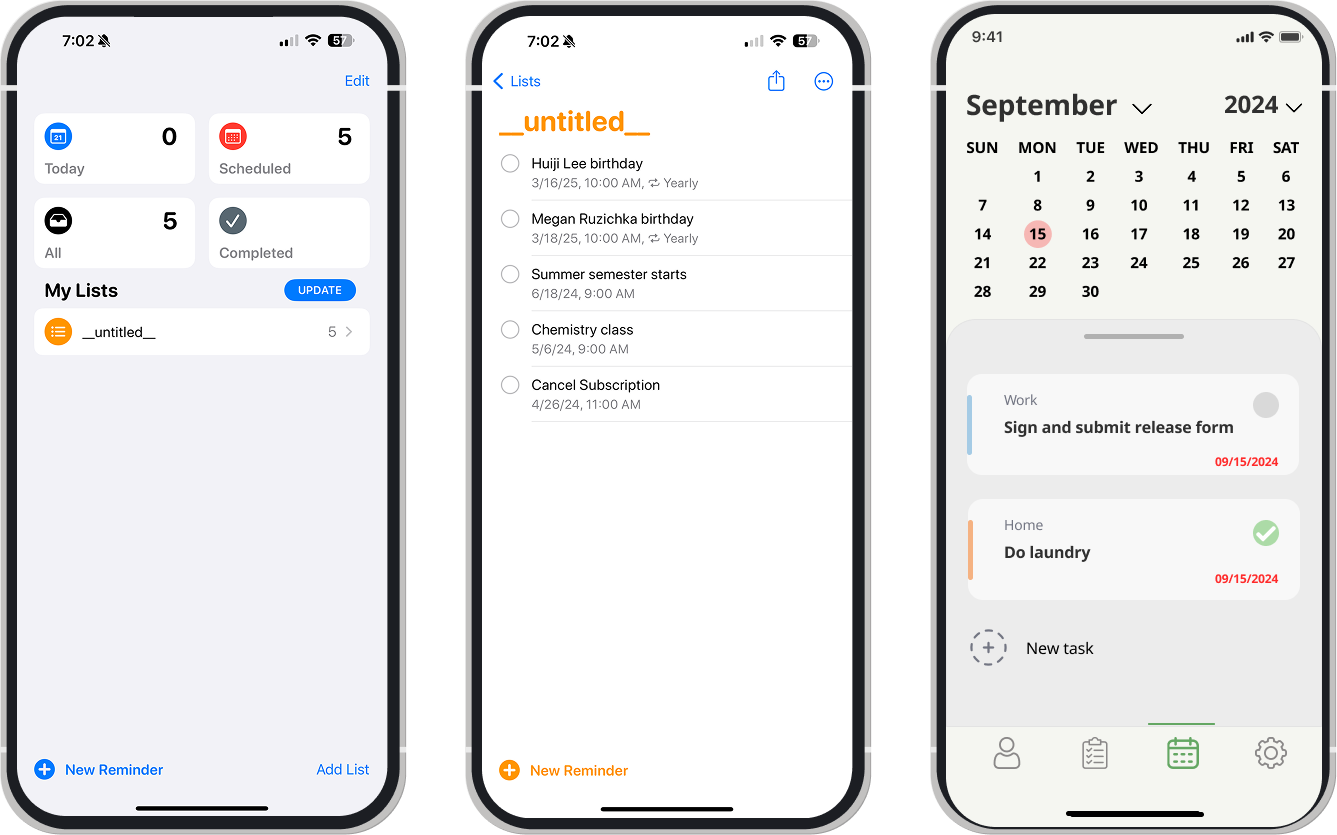 7:02
57
Edit
21
0
Today
5
Scheduled
5
All
Completed
My Lists
UPDATE
__untitled__
5
New Reminder
Add List
7:02
57
Lists
__untitled__
Huiji Lee birthday
3/16/25, 10:00 AM, Yearly
Megan Ruzichka birthday
3/18/25, 10:00 AM, Yearly
Summer semester starts
6/18/24, 9:00 AM
Chemistry class
5/6/24, 9:00 AM
Cancel Subscription
4/26/24, 11:00 AM
New Reminder
9:41
September 2024
SUN MON TUE WED THU FRI SAT
1 2 3 4 5 6
7 8 9 10 11 12 13
14 15 16 17 18 19 20
21 22 23 24 25 26 27
28 29 30
Work
Sign and submit release form
09/15/2024
Home
Do laundry
09/15/2024
New task